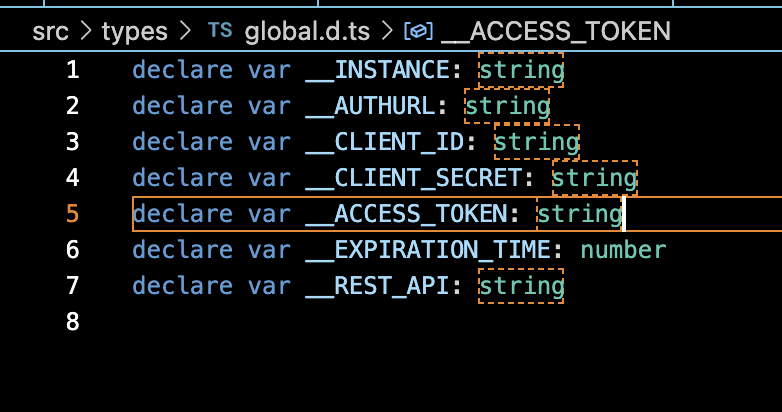 src > types > TS global.d.ts > __ACCESS_TOKEN
1 declare var __INSTANCE: string
2 declare var __AUTHURL: string
3 declare var __CLIENT_ID: string
4 declare var __CLIENT_SECRET: string
5 declare var __ACCESS_TOKEN: string
6 declare var __EXPIRATION_TIME: number
7 declare var __REST_API: string
8